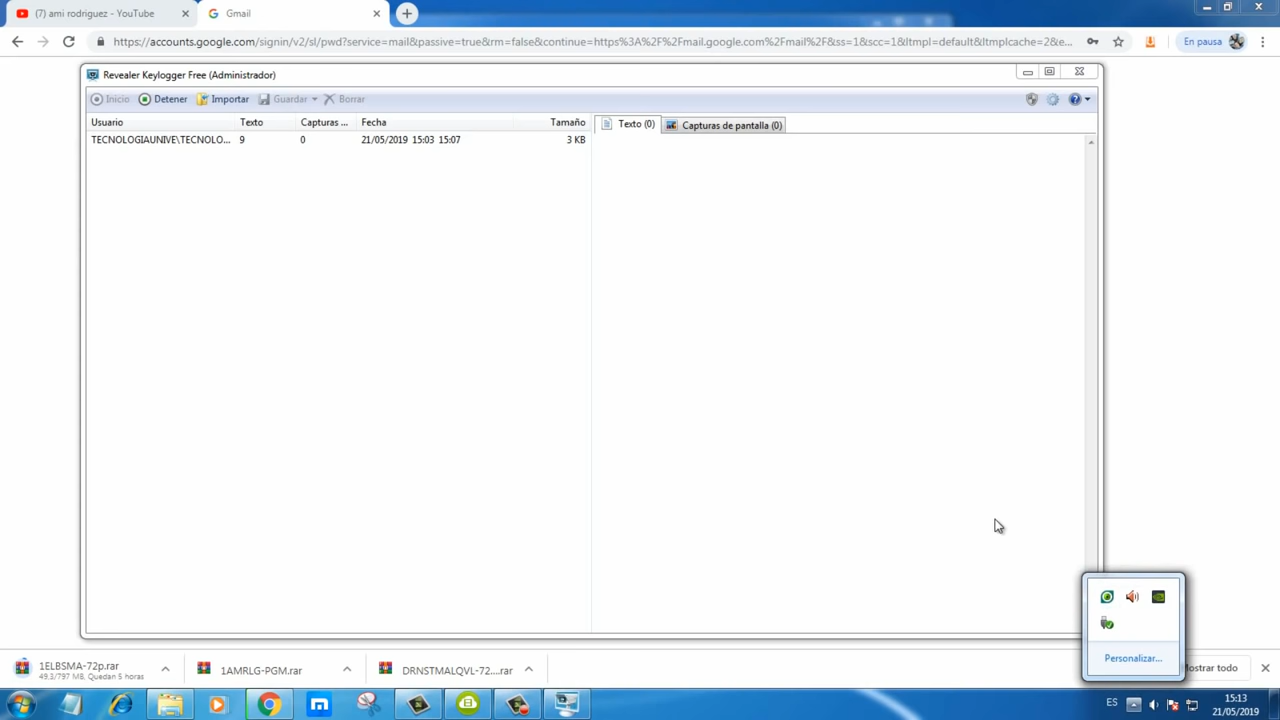 (7) ami rodriguez - YouTube
Gmail
https://accounts.google.com/signin/v2/sl/pwd?service=mail&passive=true&rm=false&continue=https%3A%2F%2Fmail.google.com%2Fmail%2F&ss=1&scc=1&ltmpl=default&ltmplcache=2&e...
En pausa
Revealer Keylogger Free (Administrador)
Inicio Detener Importar Guardar Borrar
Usuario Texto Capturas ... Fecha Tamaño
TECNOLOGIAUNIVE\TECNOLO... 9 0 21/05/2019 15:03 15:07 3 KB
Texto (0) Capturas de pantalla (0)
Personalizar...
1ELBSMA-72p.rar
49.3/797 MB, Quedan 5 horas
1AMRLG-PGM.rar
DRNSTMALQVL-72....rar
Mostrar todo
ES
15:13
21/05/2019